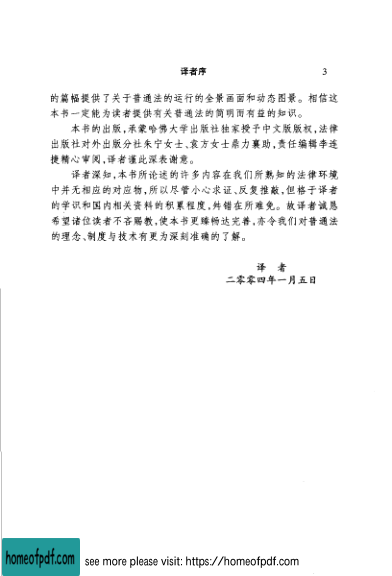 译者序 3
的篇幅提供了关于普通法的运行的全景画面和动态图景。相信这
本书一定能为读者提供有关普通法的简明而有益的知识。
本书的出版，承蒙哈佛大学出版社独家授予中文版版权，法律
出版社对外出版分社朱宁女士、袁方女士鼎力襄助，责任编辑李连
捷精心审阅，译者谨此深表谢意。
译者深知，本书所论述的许多内容在我们所熟知的法律环境
中并无相应的对应物，所以尽管小心求证、反复推敲，但格于译者
的学识和国内相关资料的积累程度，纰错在所难免。故译者诚恳
希望诸位读者不吝赐教，使本书更臻畅达完善，亦令我们对普通法
的理念、制度与技术有更为深刻准确的了解。
译 者
二零零四年一月五日
homeofpdf.com see more please visit: https://homeofpdf.com